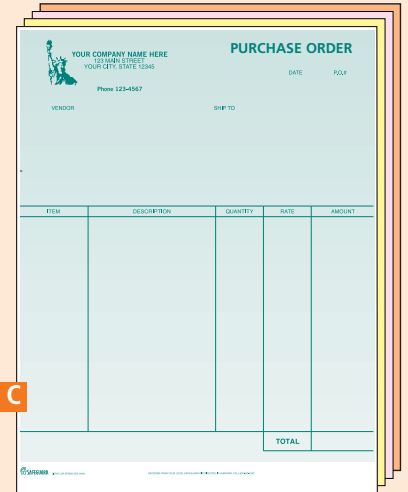 PURCHASE ORDER
YOUR COMPANY NAME HERE
123 MAIN STREET
YOUR CITY, STATE 12345
DATE P.O.#
Phone 123-4567
VENDOR SHIP TO
ITEM DESCRIPTION QUANTITY RATE AMOUNT
C
TOTAL
SAFEGUARD